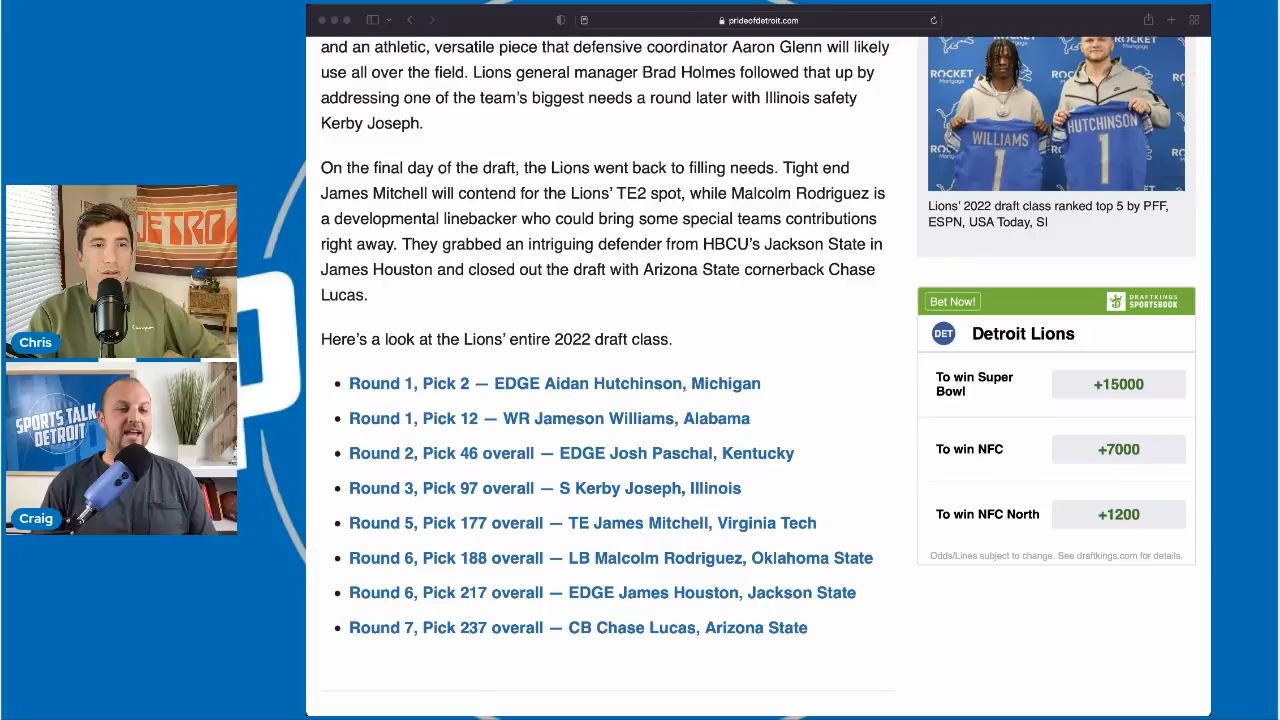 prideofdetroit.com
and an athletic, versatile piece that defensive coordinator Aaron Glenn will likely
use all over the field. Lions general manager Brad Holmes followed that up by
addressing one of the team's biggest needs a round later with Illinois safety
Kerby Joseph.
On the final day of the draft, the Lions went back to filling needs. Tight end
James Mitchell will contend for the Lions' TE2 spot, while Malcolm Rodriguez is
a developmental linebacker who could bring some special teams contributions
right away. They grabbed an intriguing defender from HBCU's Jackson State in
James Houston and closed out the draft with Arizona State cornerback Chase
Lucas.
Here's a look at the Lions' entire 2022 draft class.
• Round 1, Pick 2 — EDGE Aidan Hutchinson, Michigan
• Round 1, Pick 12 — WR Jameson Williams, Alabama
• Round 2, Pick 46 overall — EDGE Josh Paschal, Kentucky
• Round 3, Pick 97 overall — S Kerby Joseph, Illinois
• Round 5, Pick 177 overall — TE James Mitchell, Virginia Tech
• Round 6, Pick 188 overall — LB Malcolm Rodriguez, Oklahoma State
• Round 6, Pick 217 overall — EDGE James Houston, Jackson State
• Round 7, Pick 237 overall — CB Chase Lucas, Arizona State
ROCKET
Mortgage
ROCKET
WILLIAMS
1
HUTCHINSON
1
Lions' 2022 draft class ranked top 5 by PFF,
ESPN, USA Today, SI
Bet Now!
DRAFTKINGS
SPORTSBOOK
DET Detroit Lions
To win Super
Bowl
+15000
To win NFC
+7000
To win NFC North
+1200
Odds/Lines subject to change. See draftkings.com for details.
DETRO
Chris
SPORTS TALK
DETROIT
Craig